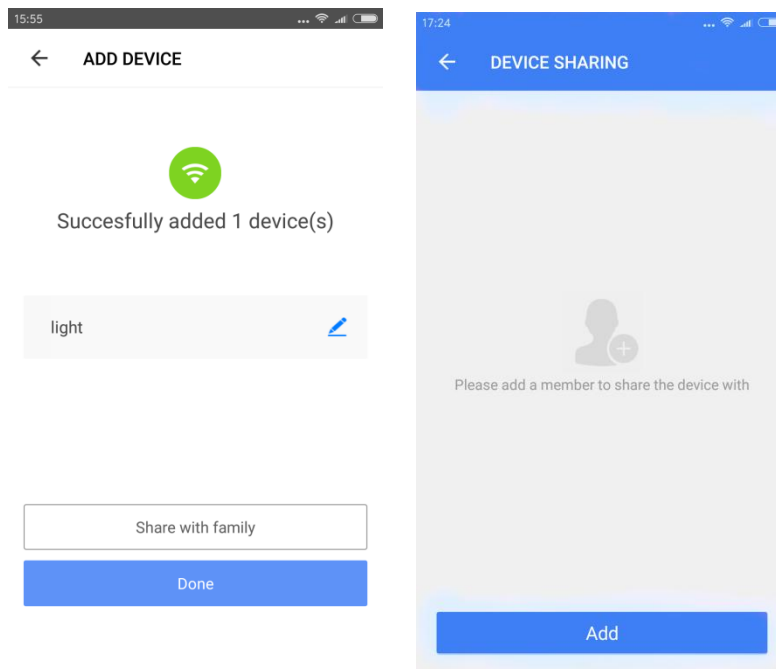 15:55
ADD DEVICE
Succesfully added 1 device(s)
light
Share with family
Done
17:24
DEVICE SHARING
Please add a member to share the device with
Add